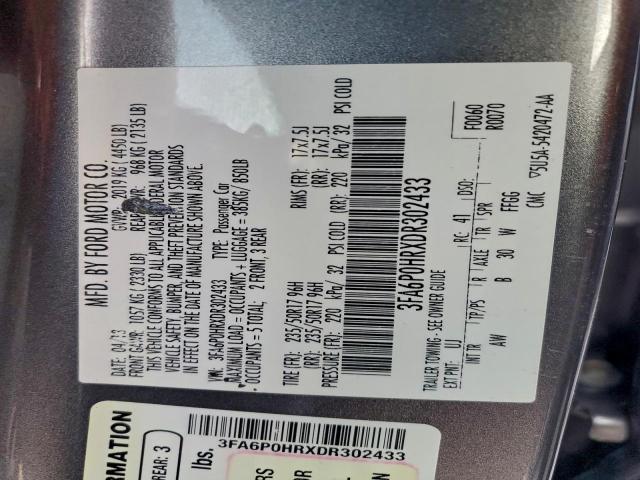 MFD. BY FORD MOTOR CO.
DATE: 04/13 GVWR: 2019 KG ( 4450 LB)
FRONT GAWR: 1057 KG ( 2330 LB) REAR GAWR: 968 KG ( 2135 LB)
THIS VEHICLE CONFORMS TO ALL APPLICABLE FEDERAL MOTOR
VEHICLE SAFETY, BUMPER, AND THEFT PREVENTION STANDARDS
IN EFFECT ON THE DATE OF MANUFACTURE SHOWN ABOVE.
VIN: 3FA6P0HRXDR302433 TYPE: Passenger Car
*MAXIMUM LOAD = OCCUPANTS + LUGGAGE = 385KG/ 850LB
*OCCUPANTS = 5 TOTAL: 2 FRONT, 3 REAR
TIRE (FR): 235/50R17 96H RIMS (FR): 17x7.5J
(RR): 235/50R17 96H (RR): 17x7.5J
PRESSURE (FR): 220 kPa/ 32 PSI COLD (RR): 220 kPa/ 32 PSI COLD
3FA6P0HRXDR302433
TRAILER TOWING - SEE OWNER GUIDE
EXT PNT: UJ RC: 41 DSO: F0060
R0070
INT TR TP/PS R AXLE TR SPR
AW B 30 W FFGG
CNC 5U5A-5420472-AA
3FA6P0HRXDR302433
RMATION
REAR: 3
lbs.
ERS
OR
ION